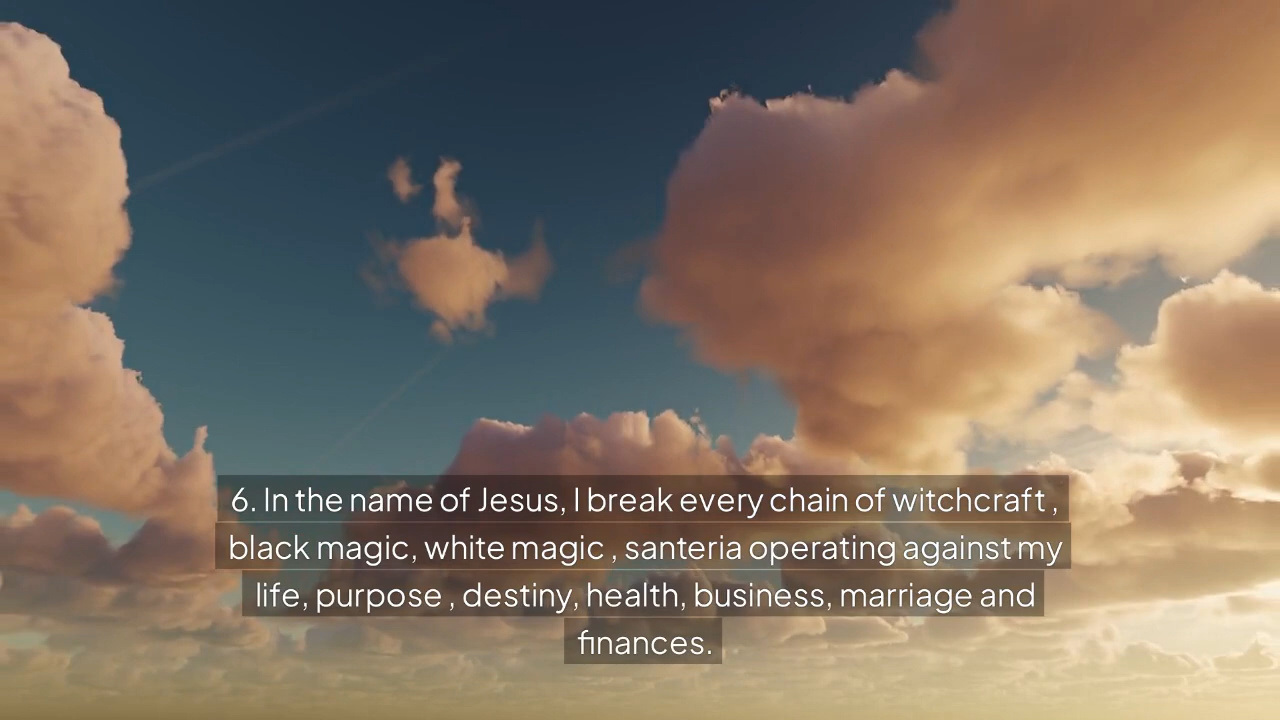 6. In the name of Jesus, I break every chain of witchcraft ,
black magic, white magic , santeria operating against my
life, purpose , destiny, health, business, marriage and
finances.